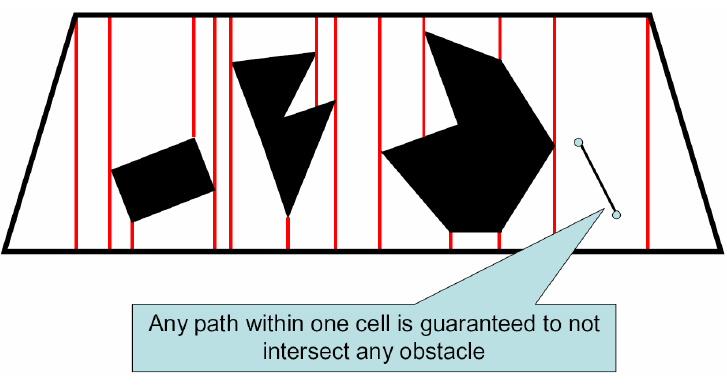 Any path within one cell is guaranteed to not
intersect any obstacle